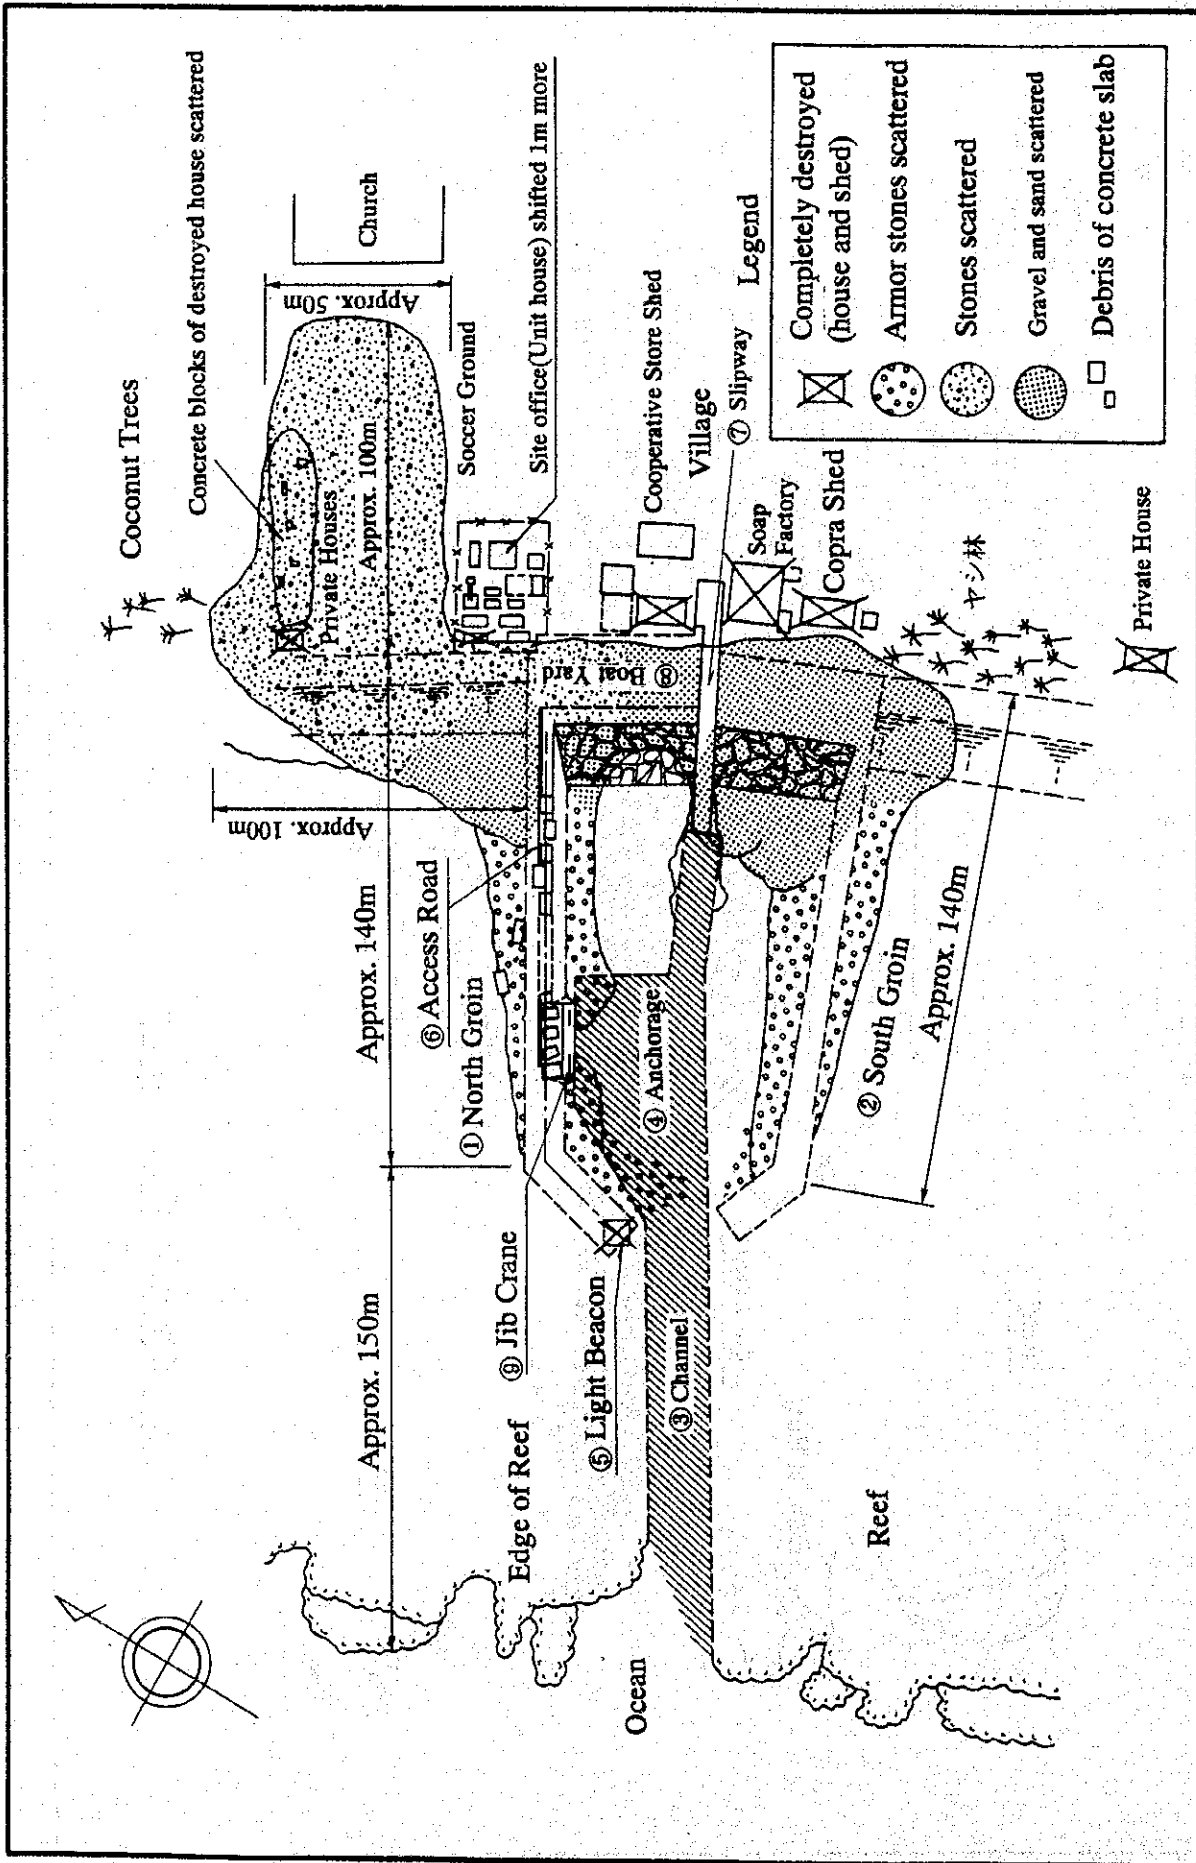 Coconut Trees
Concrete blocks of destroyed house scattered
Church
Approx. 50m
Private Houses
Approx. 100m
Soccer Ground
Site office(Unit house) shifted 1m more
Approx. 100m
Approx. 140m
Approx. 150m
⑥ Access Road
① North Groin
⑨ Jib Crane
⑤ Light Beacon
Edge of Reef
⑧ Boat Yard
Cooperative Store Shed
Village
⑦ Slipway
Soap
Factory
Copra Shed
④ Anchorage
③ Channel
② South Groin
Approx. 140m
ヤシ林
Private House
Ocean
Reef
Legend
Completely destroyed
(house and shed)
Armor stones scattered
Stones scattered
Gravel and sand scattered
Debris of concrete slab